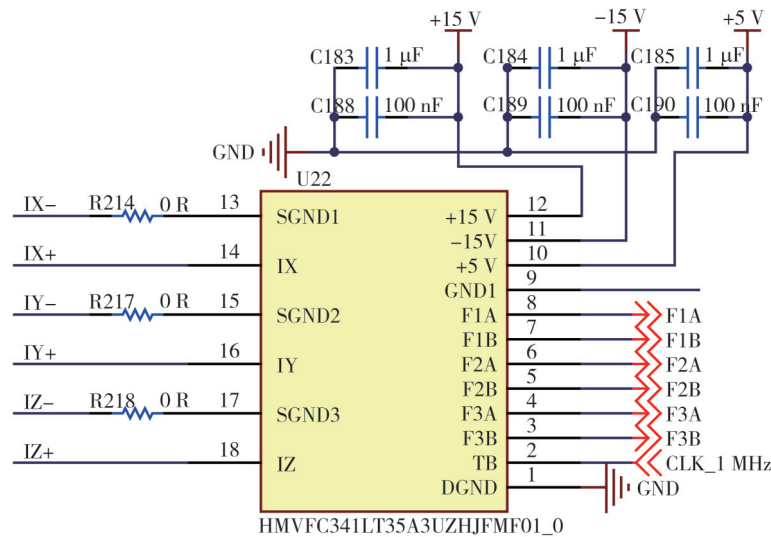 +15 V -15 V +5 V
C183 1 μF C184 1 μF C185 1 μF
C188 100 nF C189 100 nF C190 100 nF
GND
U22
IX- R214 0 R 13 SGND1 +15 V 12
-15V 11
IX+ 14 IX +5 V 10
GND1 9
IY- R217 0 R 15 SGND2 F1A 8 F1A
F1B 7 F1B
IY+ 16 IY F2A 6 F2A
F2B 5 F2B
IZ- R218 0 R 17 SGND3 F3A 4 F3A
F3B 3 F3B
IZ+ 18 IZ TB 2 CLK_1 MHz
DGND 1 GND
HMVFC341LT35A3UZHJFMF01_0